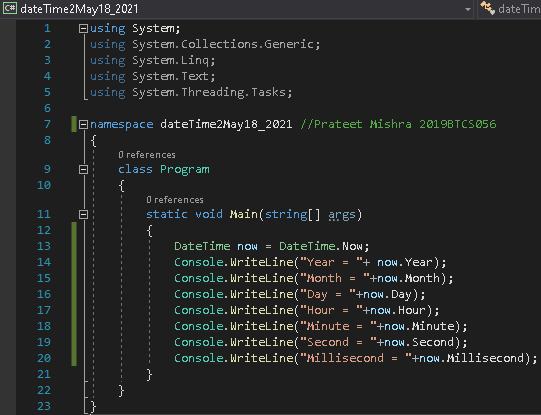 C# dateTime2May18_2021 dateTim
1 using System;
2 using System.Collections.Generic;
3 using System.Linq;
4 using System.Text;
5 using System.Threading.Tasks;
6
7 namespace dateTime2May18_2021 //Prateet Mishra 2019BTCS056
8 {
0 references
9 class Program
10 {
0 references
11 static void Main(string[] args)
12 {
13 DateTime now = DateTime.Now;
14 Console.WriteLine("Year = "+ now.Year);
15 Console.WriteLine("Month = "+now.Month);
16 Console.WriteLine("Day = "+now.Day);
17 Console.WriteLine("Hour = "+now.Hour);
18 Console.WriteLine("Minute = "+now.Minute);
19 Console.WriteLine("Second = "+now.Second);
20 Console.WriteLine("Millisecond = "+now.Millisecond);
21 }
22 }
23 }